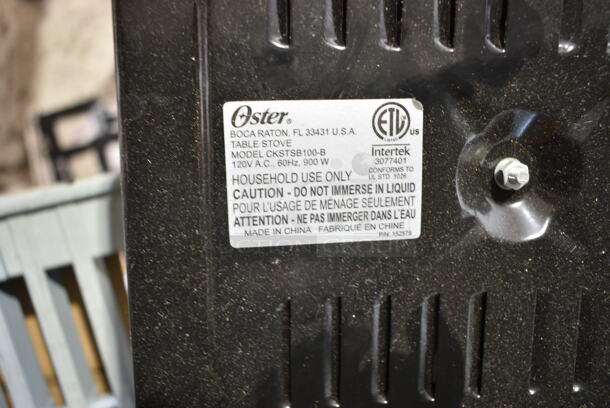 Oster®
BOCA RATON, FL 33431 U.S.A.
TABLE STOVE
MODEL CKSTSB100-B
120V A.C., 60Hz, 900 W
HOUSEHOLD USE ONLY
CAUTION - DO NOT IMMERSE IN LIQUID
POUR L'USAGE DE MÉNAGE SEULEMENT
ATTENTION - NE PAS IMMERGER DANS L'EAU
MADE IN CHINA FABRIQUÉ EN CHINE
P/N. 152579
ETL US
Intertek
3077401
CONFORMS TO
UL STD. 1026